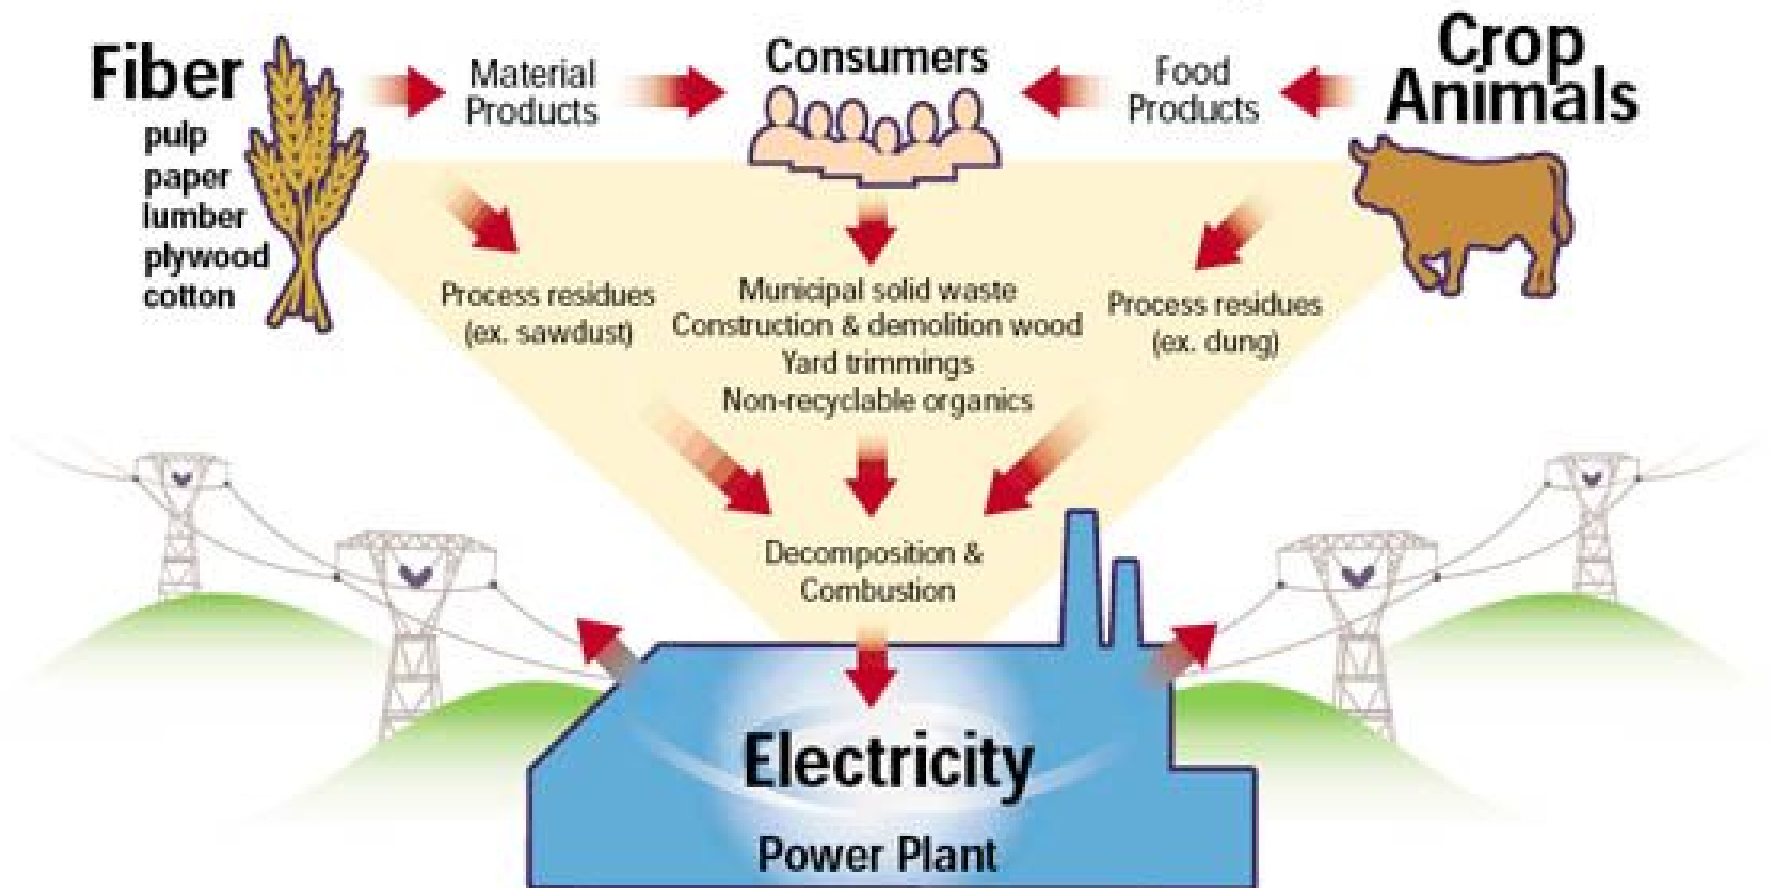 Fiber
pulp
paper
lumber
plywood
cotton
Material
Products
Consumers
Food
Products
Crop
Animals
Process residues
(ex. sawdust)
Municipal solid waste
Construction & demolition wood
Yard trimmings
Non-recyclable organics
Process residues
(ex. dung)
Decomposition &
Combustion
Electricity
Power Plant